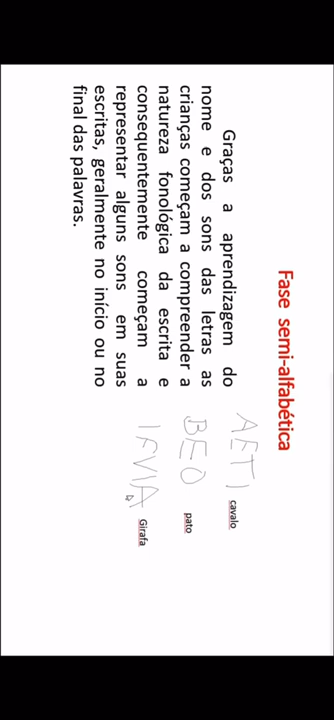 Fase semi-alfabética
Graças a aprendizagem do
nome e dos sons das letras as
crianças começam a compreender a
natureza fonológica da escrita e
consequentemente começam a
representar alguns sons em suas
escritas, geralmente no início ou no
final das palavras.
AETI cavalo
BEO pato
IFVIA Girafa